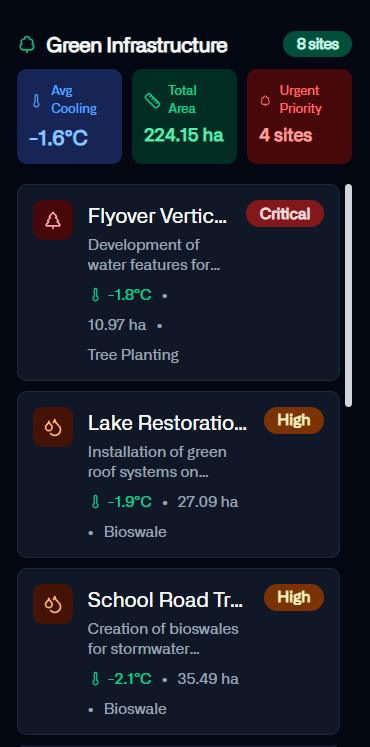 Green Infrastructure
8 sites
Avg
Cooling
-1.6°C
Total
Area
224.15 ha
Urgent
Priority
4 sites
Flyover Vertic...
Critical
Development of
water features for...
-1.8°C •
10.97 ha •
Tree Planting
Lake Restoratio...
High
Installation of green
roof systems on...
-1.9°C • 27.09 ha
• Bioswale
School Road Tr...
High
Creation of bioswales
for stormwater...
-2.1°C • 35.49 ha
• Bioswale